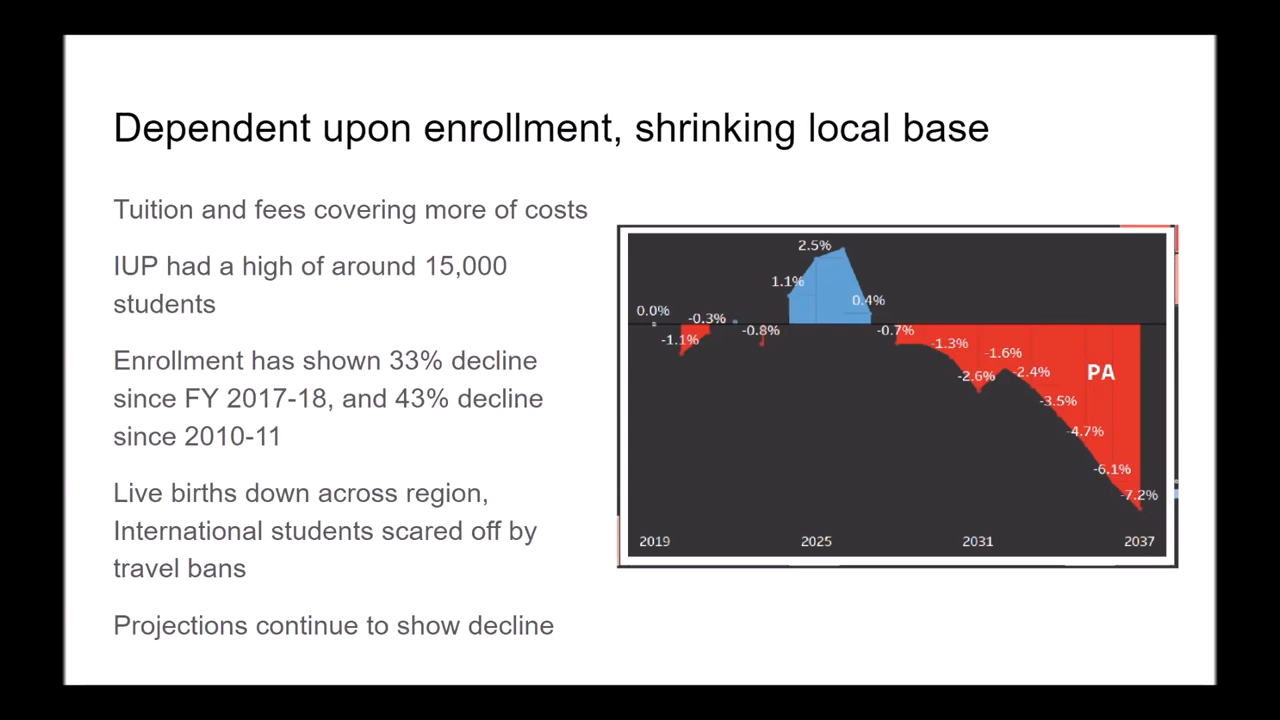 Dependent upon enrollment, shrinking local base
Tuition and fees covering more of costs
IUP had a high of around 15,000
students
Enrollment has shown 33% decline
since FY 2017-18, and 43% decline
since 2010-11
Live births down across region,
International students scared off by
travel bans
Projections continue to show decline
2.5%
1.1%
0.4%
0.0%
-0.3%
-0.8%
-0.7%
-1.1%
-1.3%
-1.6%
-2.6%
-2.4%
PA
-3.5%
-4.7%
-6.1%
-7.2%
2019 2025 2031 2037